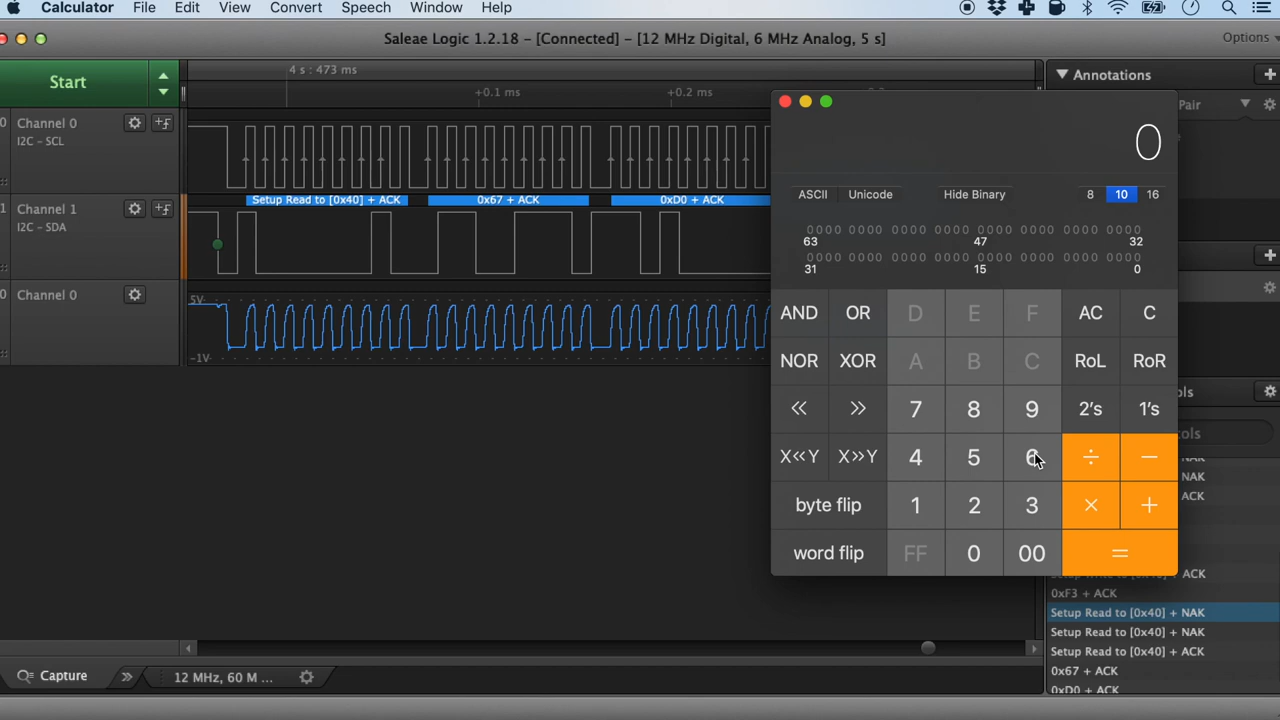 Calculator File Edit View Convert Speech Window Help
Saleae Logic 1.2.18 - [Connected] - [12 MHz Digital, 6 MHz Analog, 5 s]
Options
Start
4 s : 473 ms
+0.1 ms
+0.2 ms
Annotations
Pair
0
Channel 0
I2C - SCL
ASCII Unicode Hide Binary 8 10 16
Setup Read to [0x40] + ACK
0x67 + ACK
0xD0 + ACK
1
Channel 1
I2C - SDA
0000 0000 0000 0000 0000 0000 0000 0000
63 47 32
0000 0000 0000 0000 0000 0000 0000 0000
31 15 0
0
Channel 0
5V
-1V
AND OR D E F AC C
NOR XOR A B C RoL RoR
<< >> 7 8 9 2's 1's
X<<Y X>>Y 4 5 6 ÷ −
byte flip 1 2 3 × +
word flip FF 0 00 =
NAK
ACK
ACK
0xF3 + ACK
Setup Read to [0x40] + NAK
Setup Read to [0x40] + NAK
Setup Read to [0x40] + ACK
0x67 + ACK
0xD0 + ACK
Capture
12 MHz, 60 M ...